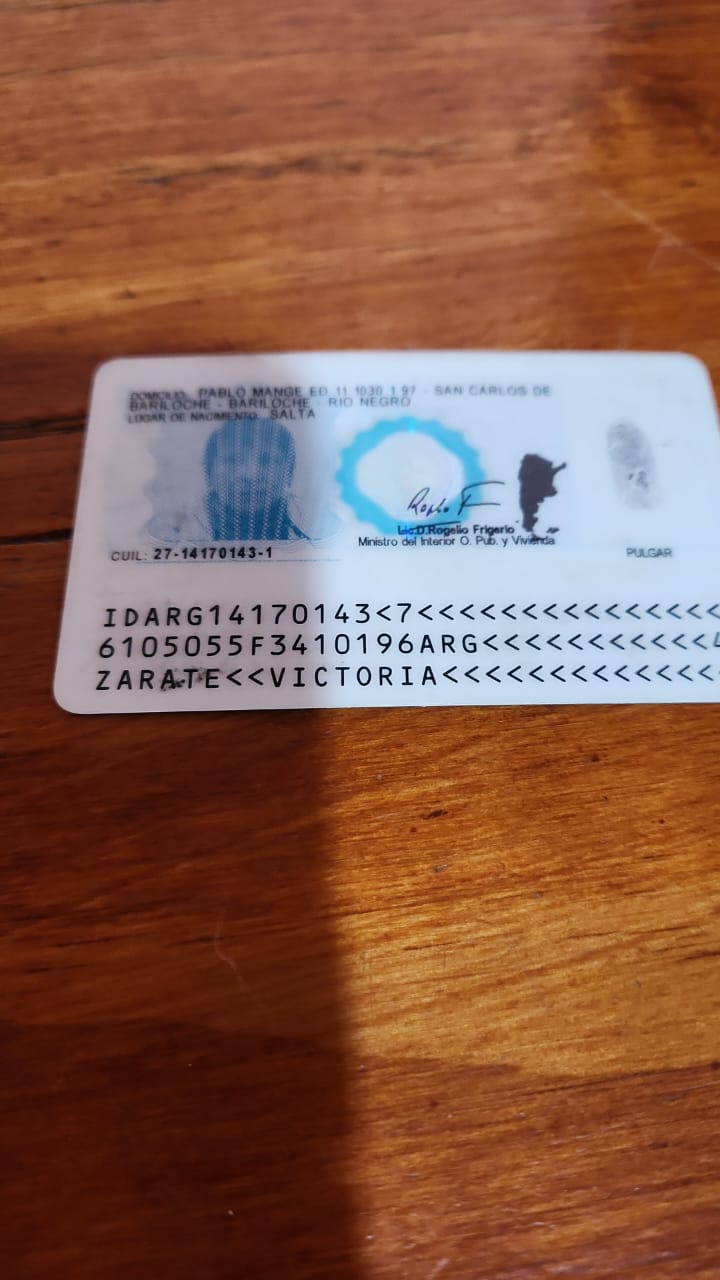 DOMICILIO: PABLO MANGE ED 11 1030 1 97 - SAN CARLOS DE
BARILOCHE - BARILOCHE - RIO NEGRO
LUGAR DE NACIMIENTO: SALTA
Lic.D.Rogelio Frigerio
Ministro del Interior O. Pub. y Vivienda
CUIL: 27-14170143-1
PULGAR
IDARG14170143<7<<<<<<<<<<<<<<<
6105055F3410196ARG<<<<<<<<<<<4
ZARATE<<VICTORIA<<<<<<<<<<<<<<